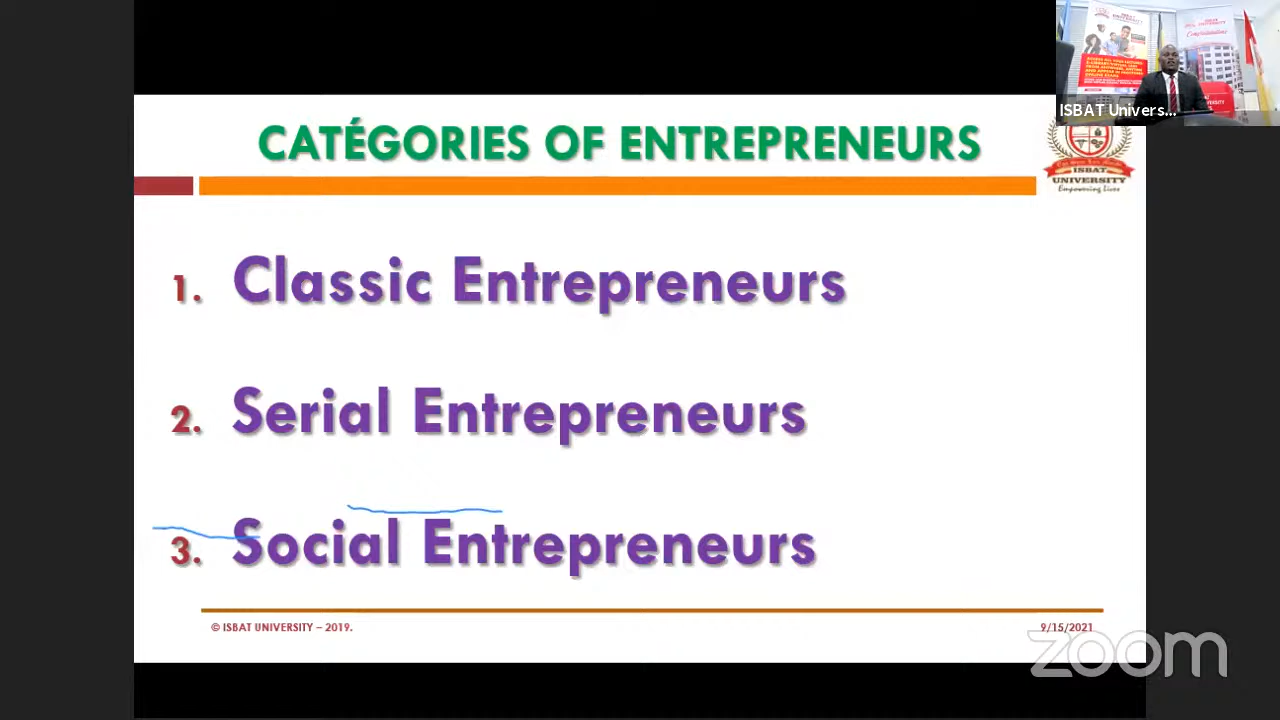 CATÉGORIES OF ENTREPRENEURS
1. Classic Entrepreneurs
2. Serial Entrepreneurs
3. Social Entrepreneurs
© ISBAT UNIVERSITY – 2019.
9/15/2021
ISBAT Univers...
ISBAT
UNIVERSITY
Empowering Lives
Congratulations
zoom